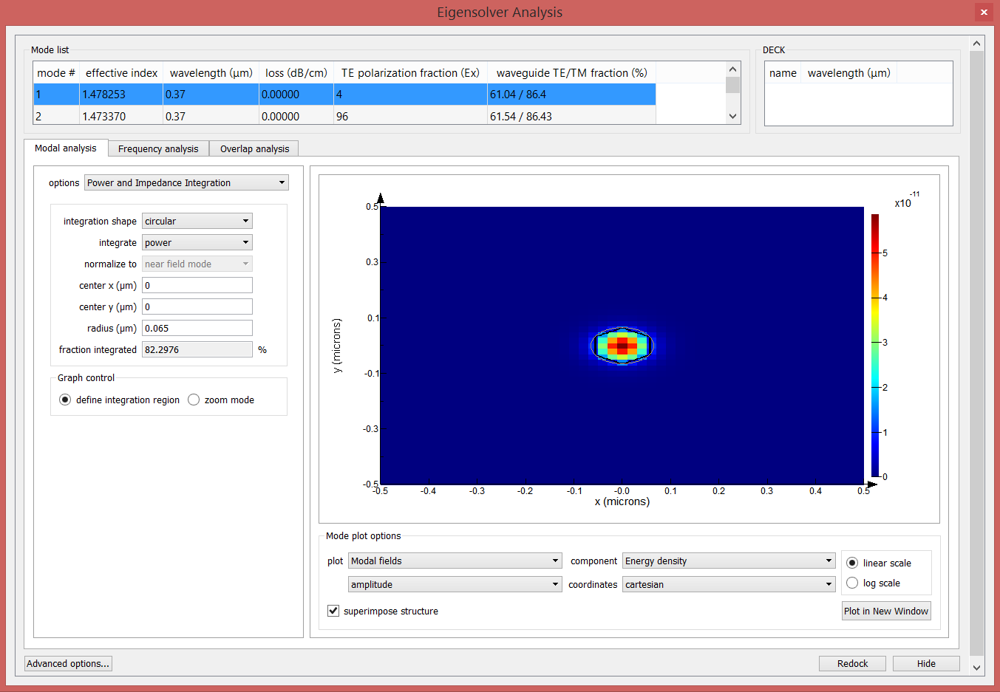 Eigensolver Analysis
Mode list
DECK
mode # effective index wavelength (µm) loss (dB/cm) TE polarization fraction (Ex) waveguide TE/TM fraction (%)
name wavelength (µm)
1 1.478253 0.37 0.00000 4 61.04 / 86.4
2 1.473370 0.37 0.00000 96 61.54 / 86.43
Modal analysis Frequency analysis Overlap analysis
options Power and Impedance Integration
integration shape circular
integrate power
normalize to near field mode
center x (µm) 0
center y (µm) 0
radius (µm) 0.065
fraction integrated 82.2976 %
Graph control
define integration region zoom mode
x10-11
0.5
0.3
0.1
-0.1
-0.3
-0.5
y (microns)
-0.5 -0.4 -0.3 -0.2 -0.1 -0.0 0.1 0.2 0.3 0.4 0.5
x (microns)
5
4
3
2
1
0
Mode plot options
plot Modal fields component Energy density
amplitude coordinates cartesian
linear scale
log scale
superimpose structure
Plot in New Window
Advanced options... Redock Hide